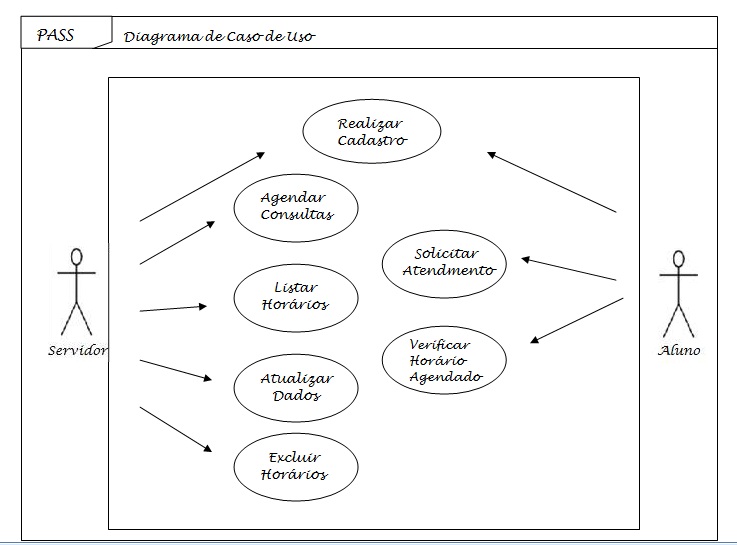 PASS
Diagrama de Caso de Uso
Realizar
Cadastro
Agendar
Consultas
Solicitar
Atendmento
Listar
Horários
Servidor
Aluno
Verificar
Horário
Agendado
Atualizar
Dados
Excluir
Horários